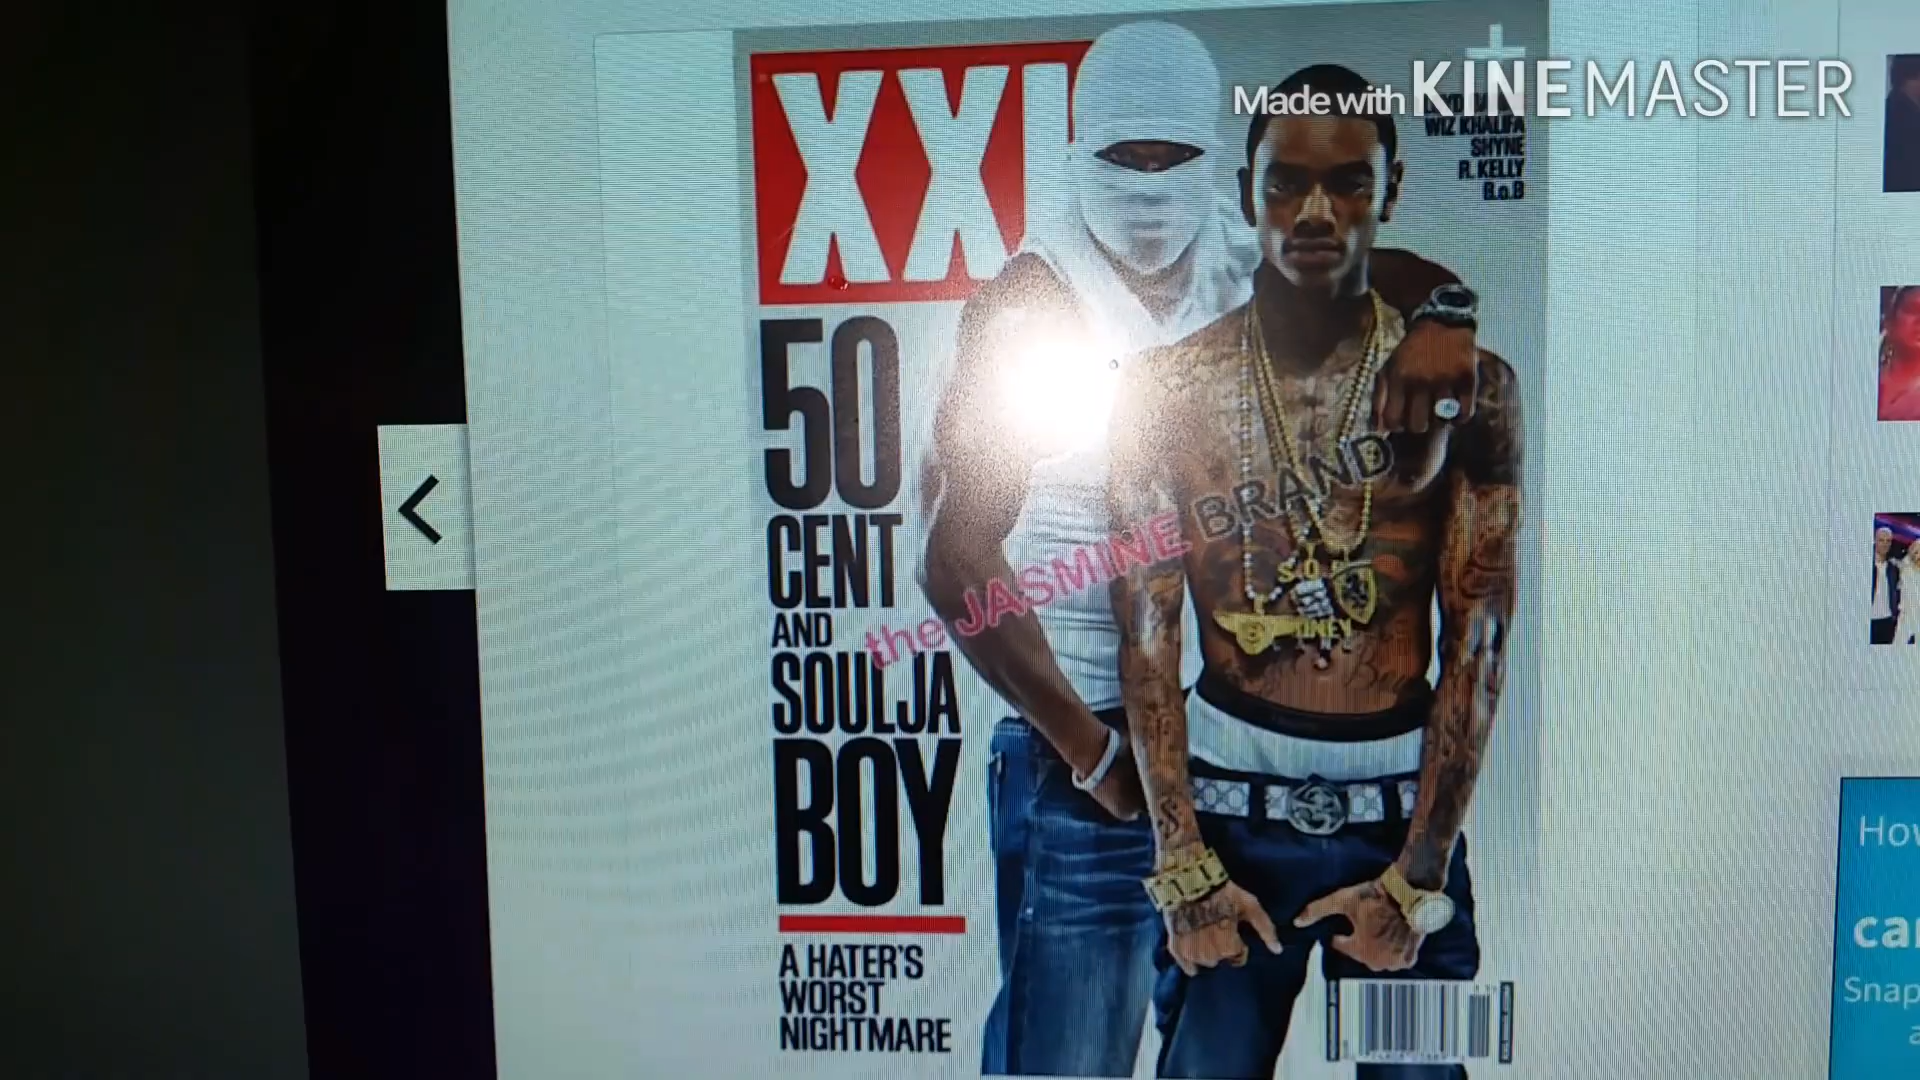 Made with KINEMASTER
XXL
+
WIZ KHALIFA
SHYNE
R. KELLY
B.o.B
50
CENT
AND
SOULJA
BOY
the JASMINE BRAND
A HATER'S
WORST
NIGHTMARE
S.O.D
How
car
Snap